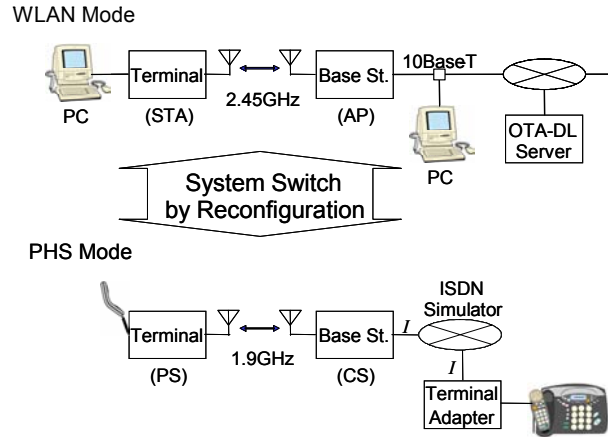 WLAN Mode
Terminal
Base St.
10BaseT
PC
(STA)
2.45GHz
(AP)
PC
OTA-DL
Server
System Switch
by Reconfiguration
PHS Mode
ISDN
Simulator
Terminal
Base St.
I
(PS)
1.9GHz
(CS)
I
Terminal
Adapter